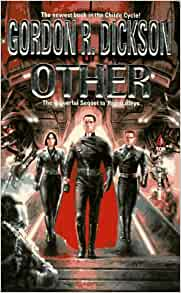 The newest book in the Childe Cycle!
GORDON R. DICKSON
OTHER
The Powerful Sequel to Young Bleys